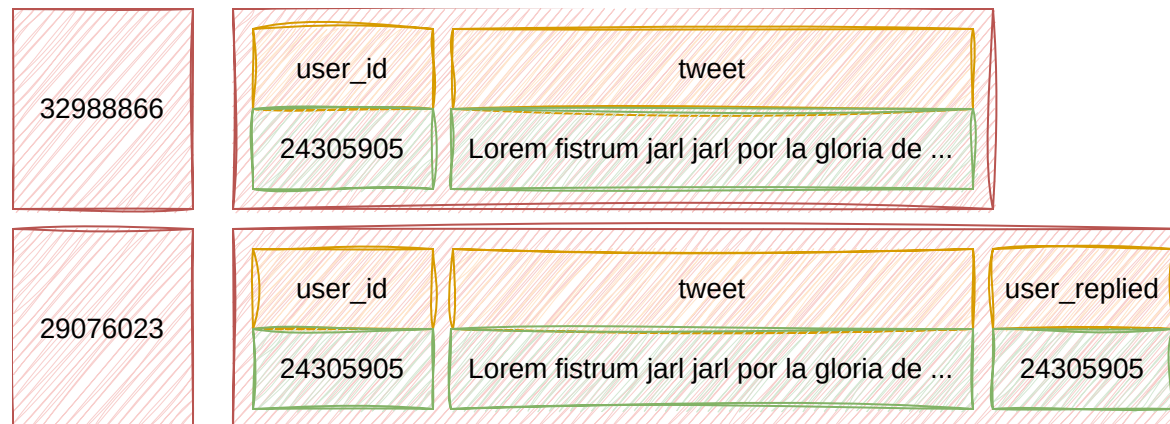 32988866
user_id
tweet
24305905
Lorem fistrum jarl jarl por la gloria de ...
29076023
user_id
tweet
user_replied
24305905
Lorem fistrum jarl jarl por la gloria de ...
24305905